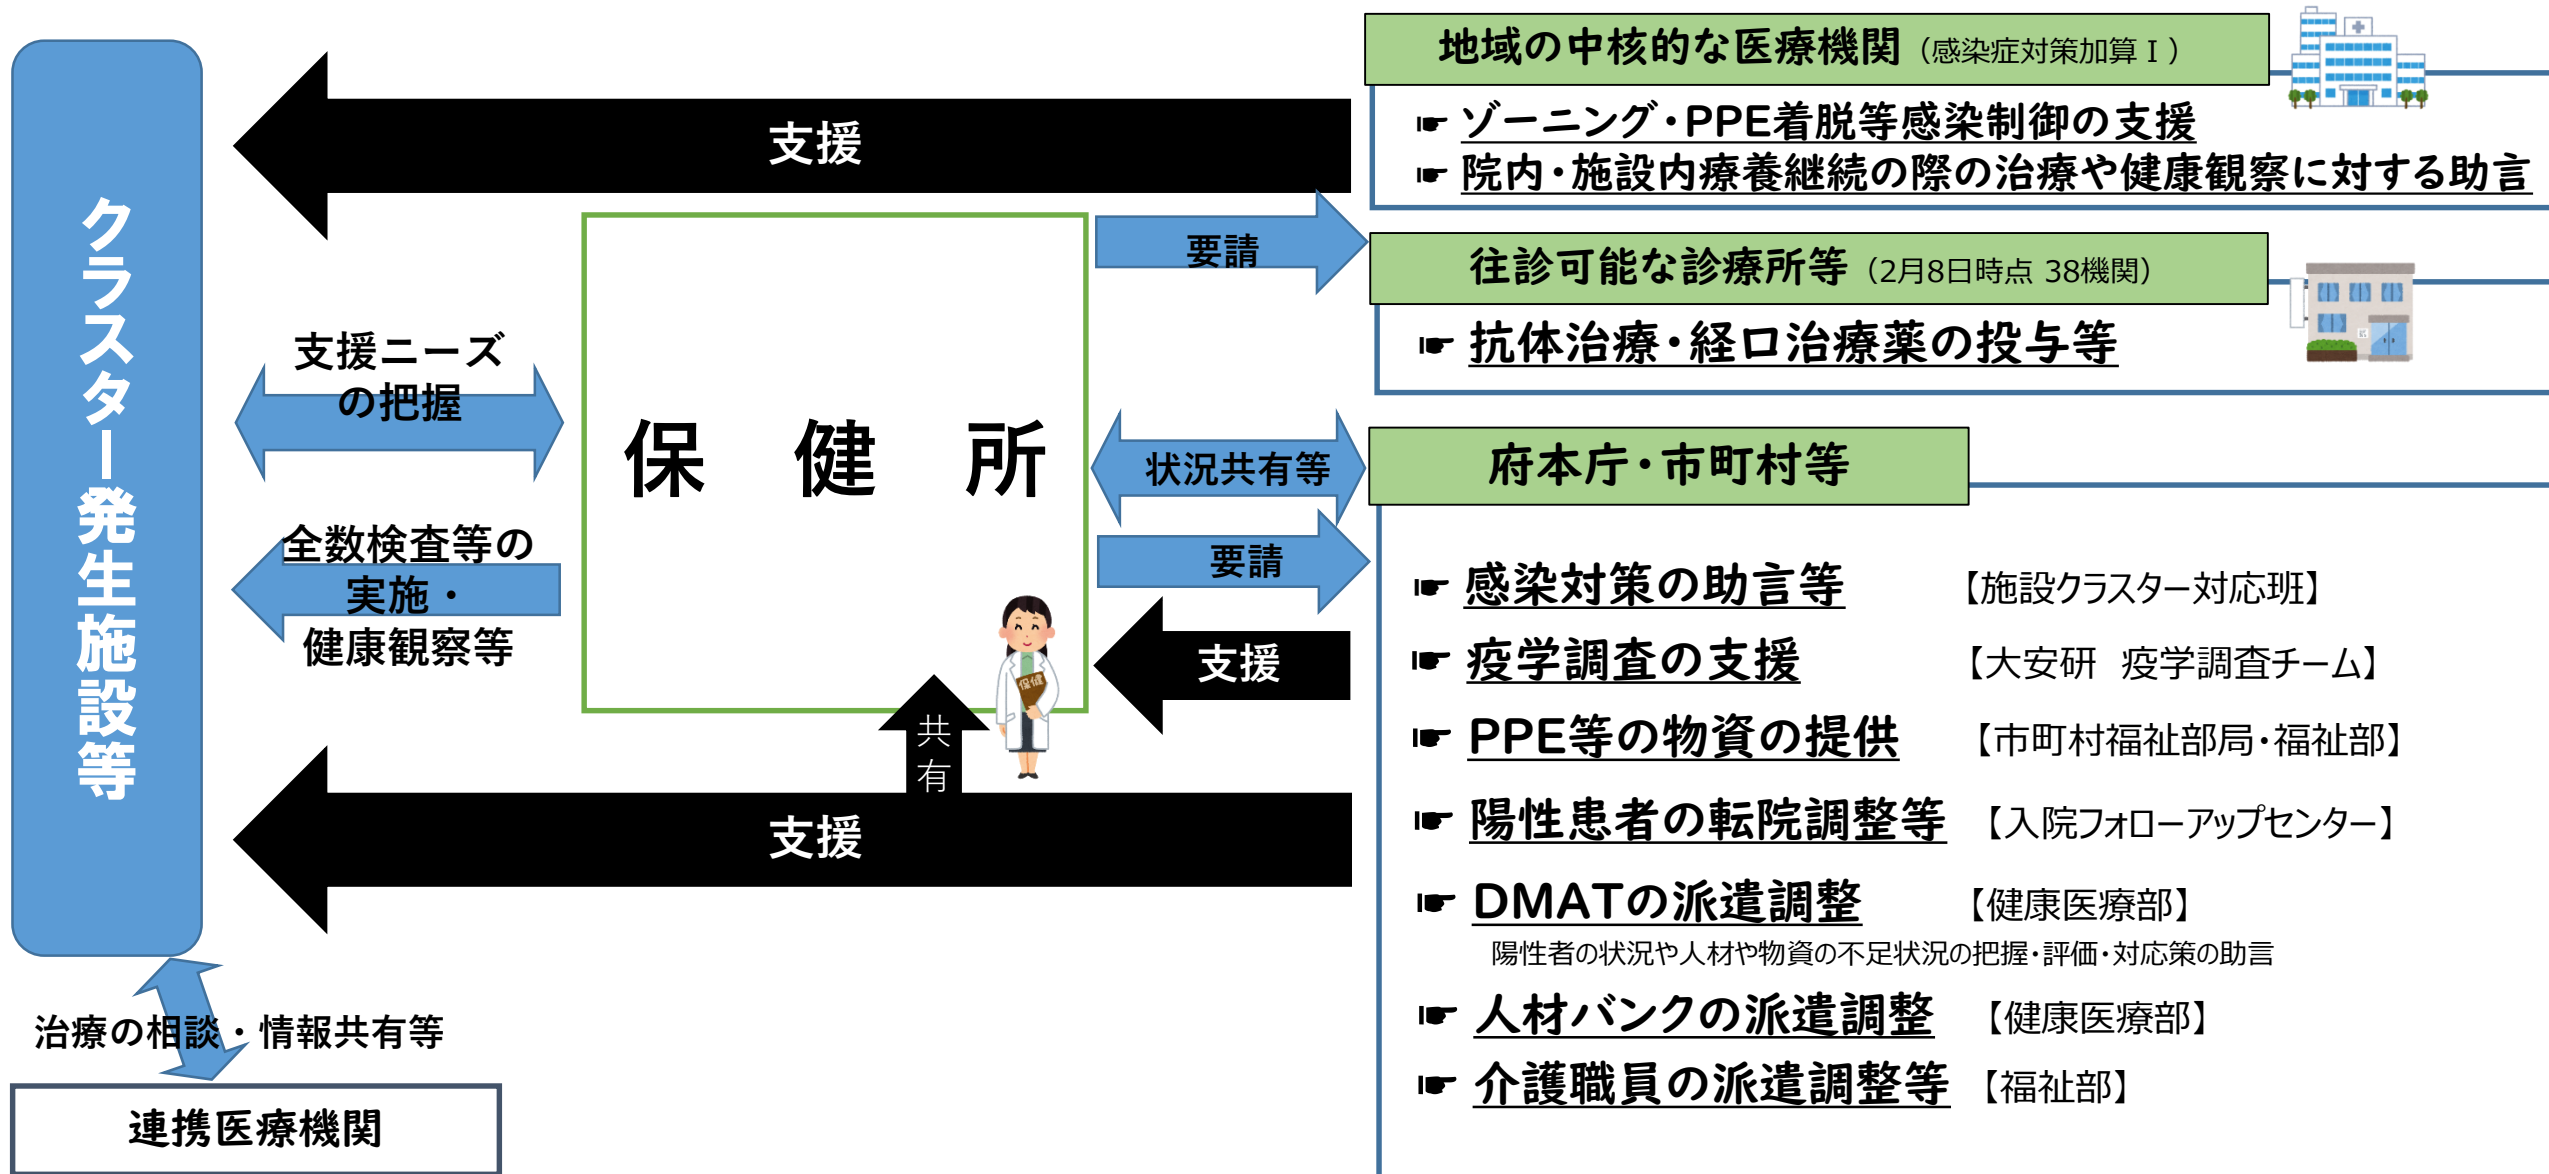 クラスター発生施設等
支援
支援ニーズ
の把握
全数検査等の
実施・
健康観察等
支援
共有
治療の相談・情報共有等
連携医療機関
保　健　所
保健
要請
状況共有等
要請
支援
地域の中核的な医療機関（感染症対策加算Ⅰ）
☛ ゾーニング・PPE着脱等感染制御の支援
☛ 院内・施設内療養継続の際の治療や健康観察に対する助言
往診可能な診療所等（2月8日時点 38機関）
☛ 抗体治療・経口治療薬の投与等
府本庁・市町村等
☛ 感染対策の助言等 【施設クラスター対応班】
☛ 疫学調査の支援 【大安研　疫学調査チーム】
☛ PPE等の物資の提供 【市町村福祉部局・福祉部】
☛ 陽性患者の転院調整等 【入院フォローアップセンター】
☛ DMATの派遣調整 【健康医療部】
陽性者の状況や人材や物資の不足状況の把握・評価・対応策の助言
☛ 人材バンクの派遣調整 【健康医療部】
☛ 介護職員の派遣調整等 【福祉部】